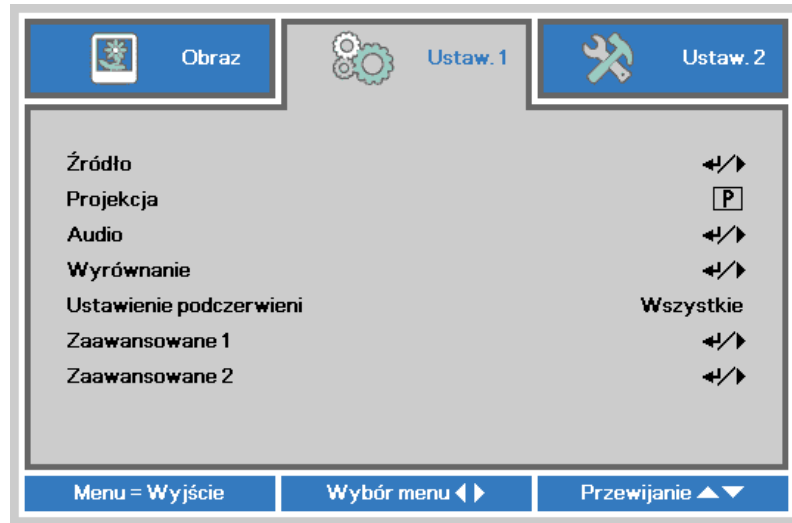 Obraz
Ustaw. 1
Ustaw. 2
Źródło
Projekcja P
Audio
Wyrównanie
Ustawienie podczerwieni Wszystkie
Zaawansowane 1
Zaawansowane 2
Menu = Wyjście
Wybór menu
Przewijanie